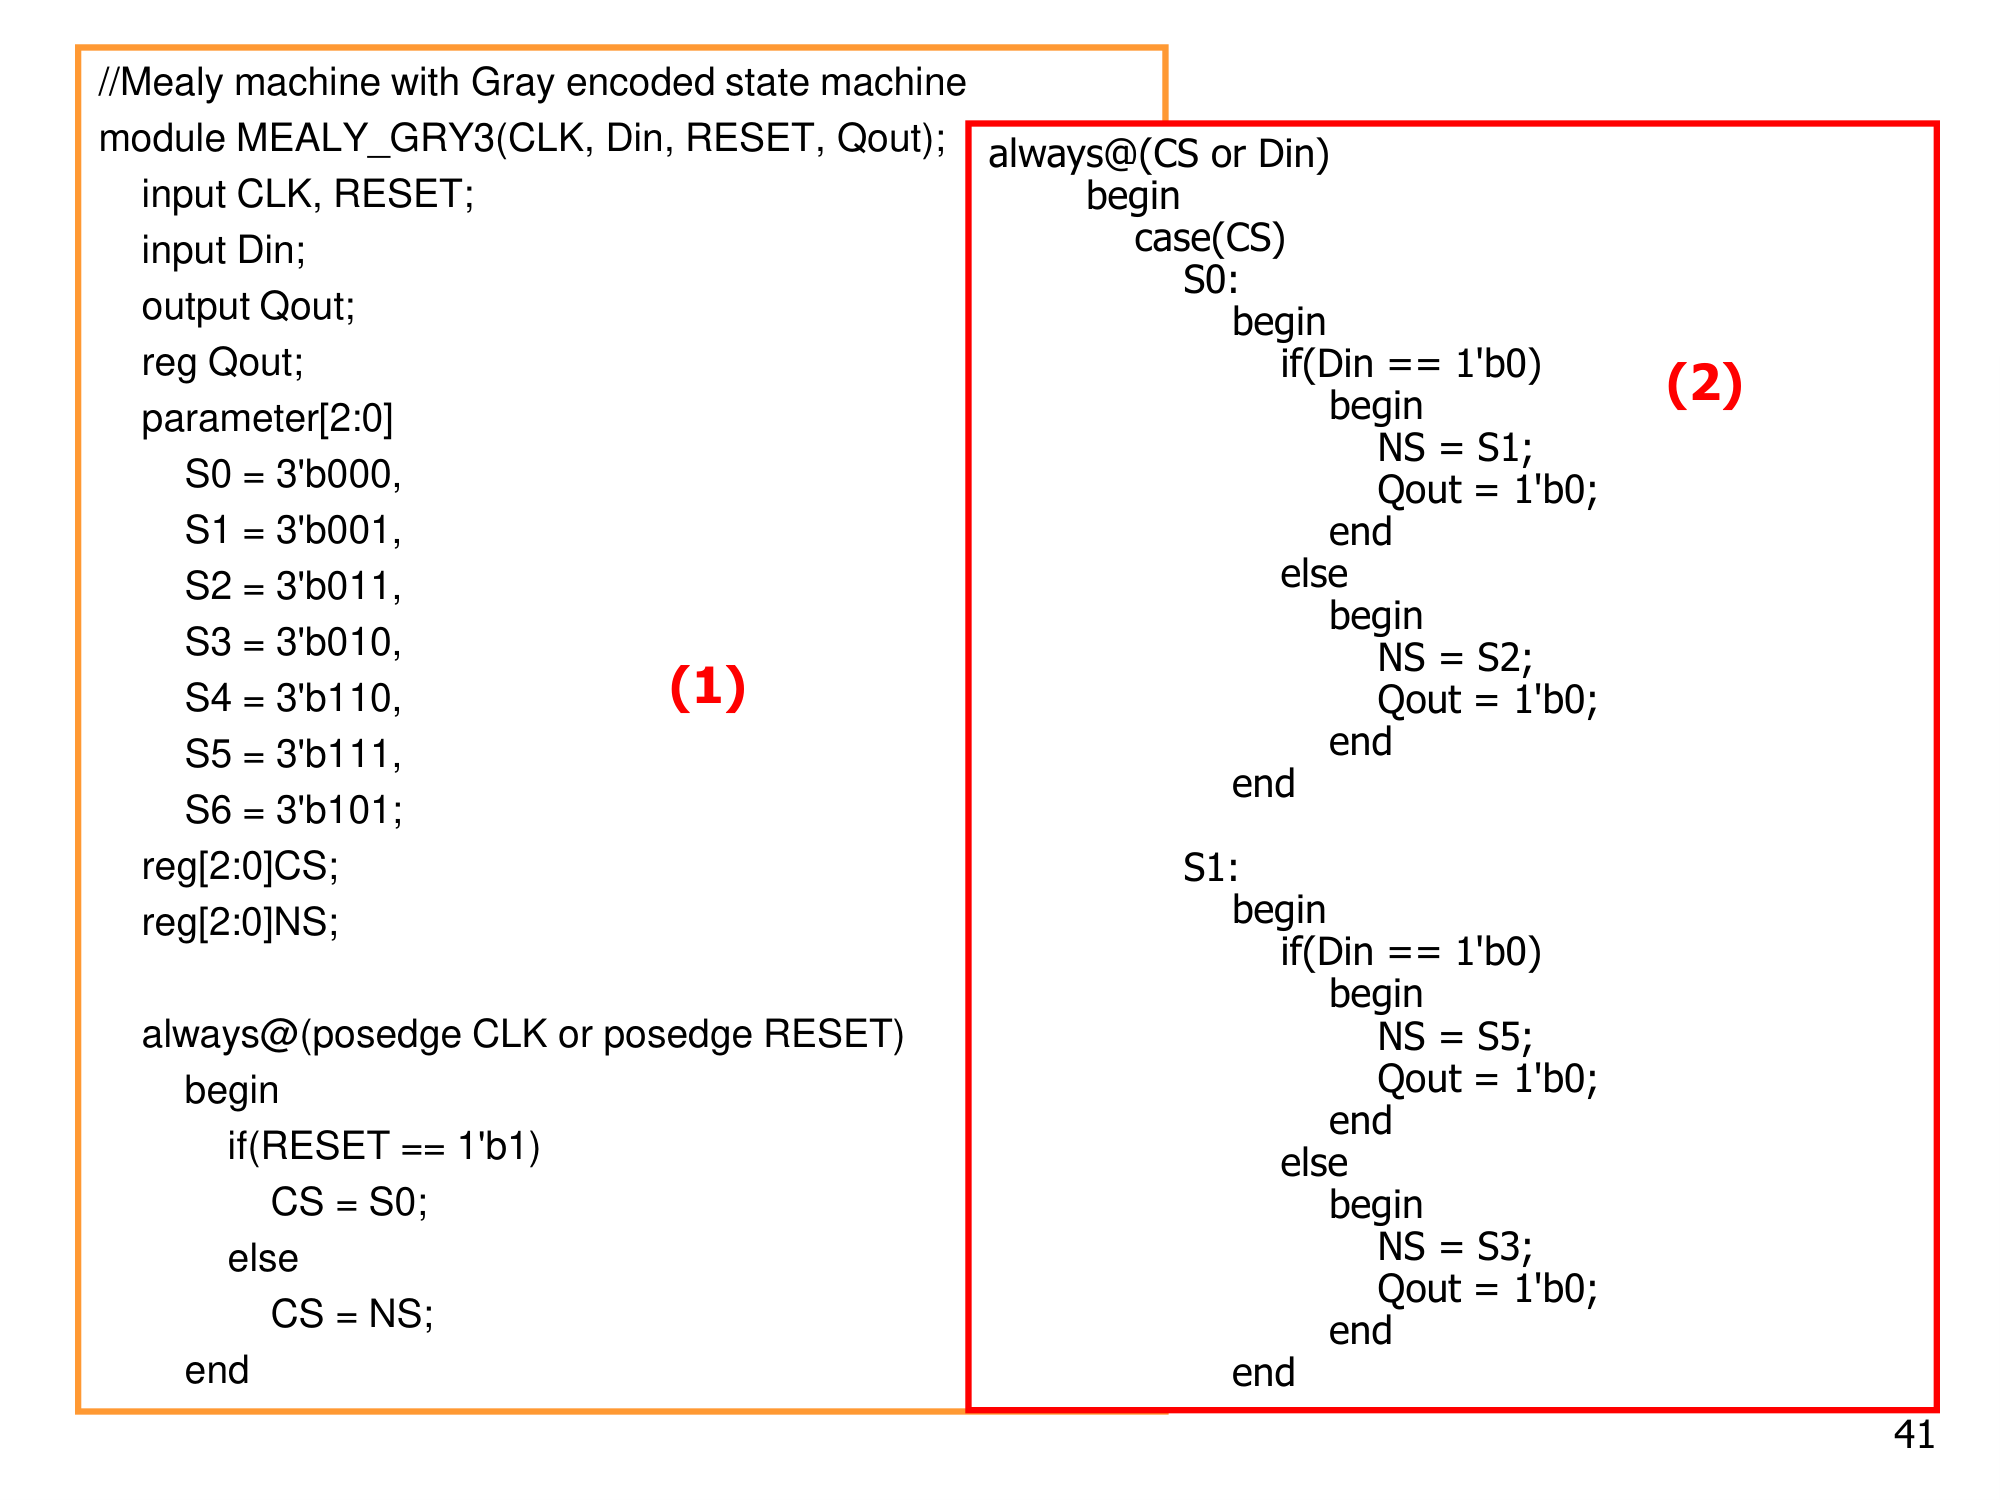 //Mealy machine with Gray encoded state machine
module MEALY_GRY3(CLK, Din, RESET, Qout);
input CLK, RESET;
input Din;
output Qout;
reg Qout;
parameter[2:0]
S0 = 3'b000,
S1 = 3'b001,
S2 = 3'b011,
S3 = 3'b010,
S4 = 3'b110,
S5 = 3'b111,
S6 = 3'b101;
reg[2:0]CS;
reg[2:0]NS;
always@(posedge CLK or posedge RESET)
begin
if(RESET == 1'b1)
CS = S0;
else
CS = NS;
end
(1)
always@(CS or Din)
begin
case(CS)
S0:
begin
if(Din == 1'b0)
begin
NS = S1;
Qout = 1'b0;
end
else
begin
NS = S2;
Qout = 1'b0;
end
end
S1:
begin
if(Din == 1'b0)
begin
NS = S5;
Qout = 1'b0;
end
else
begin
NS = S3;
Qout = 1'b0;
end
end
(2)
41